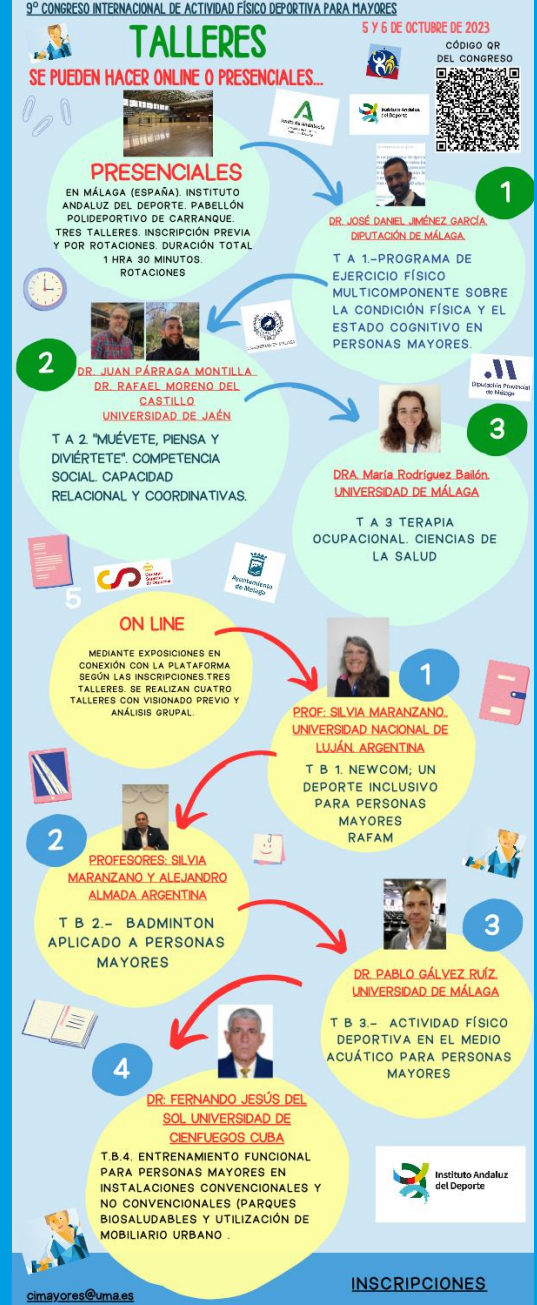 9º CONGRESO INTERNACIONAL DE ACTIVIDAD FÍSICO DEPORTIVA PARA MAYORES
5 Y 6 DE OCTUBRE DE 2023
TALLERES
CÓDIGO QR
DEL CONGRESO
SE PUEDEN HACER ONLINE O PRESENCIALES...
Instituto Andaluz
del Deporte
PRESENCIALES
EN MÁLAGA (ESPAÑA). INSTITUTO
ANDALUZ DEL DEPORTE. PABELLÓN
POLIDEPORTIVO DE CARRANQUE.
TRES TALLERES. INSCRIPCIÓN PREVIA
Y POR ROTACIONES. DURACIÓN TOTAL
1 HRA 30 MINUTOS.
ROTACIONES
1
DR. JOSÉ DANIEL JIMÉNEZ GARCÍA.
DIPUTACIÓN DE MÁLAGA.
T A 1.-PROGRAMA DE
EJERCICIO FÍSICO
MULTICOMPONENTE SOBRE
LA CONDICIÓN FÍSICA Y EL
ESTADO COGNITIVO EN
PERSONAS MAYORES.
2
DR. JUAN PÁRRAGA MONTILLA
DR. RAFAEL MORENO DEL
CASTILLO
UNIVERSIDAD DE JAÉN
T A 2. "MUÉVETE, PIENSA Y
DIVIÉRTETE". COMPETENCIA
SOCIAL. CAPACIDAD
RELACIONAL Y COORDINATIVAS.
Diputación Provincial
de Málaga
3
DRA. María Rodríguez Bailón.
UNIVERSIDAD DE MÁLAGA
T A 3 TERAPIA
OCUPACIONAL. CIENCIAS DE
LA SALUD
5
Ayuntamiento
de Málaga
ON LINE
MEDIANTE EXPOSICIONES EN
CONEXIÓN CON LA PLATAFORMA
SEGÚN LAS INSCRIPCIONES.TRES
TALLERES. SE REALIZAN CUATRO
TALLERES CON VISIONADO PREVIO Y
ANÁLISIS GRUPAL.
1
PROF: SILVIA MARANZANO..
UNIVERSIDAD NACIONAL DE
LUJÁN. ARGENTINA
T B 1. NEWCOM; UN
DEPORTE INCLUSIVO
PARA PERSONAS
MAYORES
RAFAM
2
PROFESORES: SILVIA
MARANZANO Y ALEJANDRO
ALMADA ARGENTINA
T B 2.- BADMINTON
APLICADO A PERSONAS
MAYORES
3
DR. PABLO GÁLVEZ RUÍZ.
UNIVERSIDAD DE MÁLAGA
T B 3.- ACTIVIDAD FÍSICO
DEPORTIVA EN EL MEDIO
ACUÁTICO PARA PERSONAS
MAYORES
4
DR: FERNANDO JESÚS DEL
SOL UNIVERSIDAD DE
CIENFUEGOS CUBA
T.B.4. ENTRENAMIENTO FUNCIONAL
PARA PERSONAS MAYORES EN
INSTALACIONES CONVENCIONALES Y
NO CONVENCIONALES (PARQUES
BIOSALUDABLES Y UTILIZACIÓN DE
MOBILIARIO URBANO .
Instituto Andaluz
del Deporte
INSCRIPCIONES
cimayores@uma.es